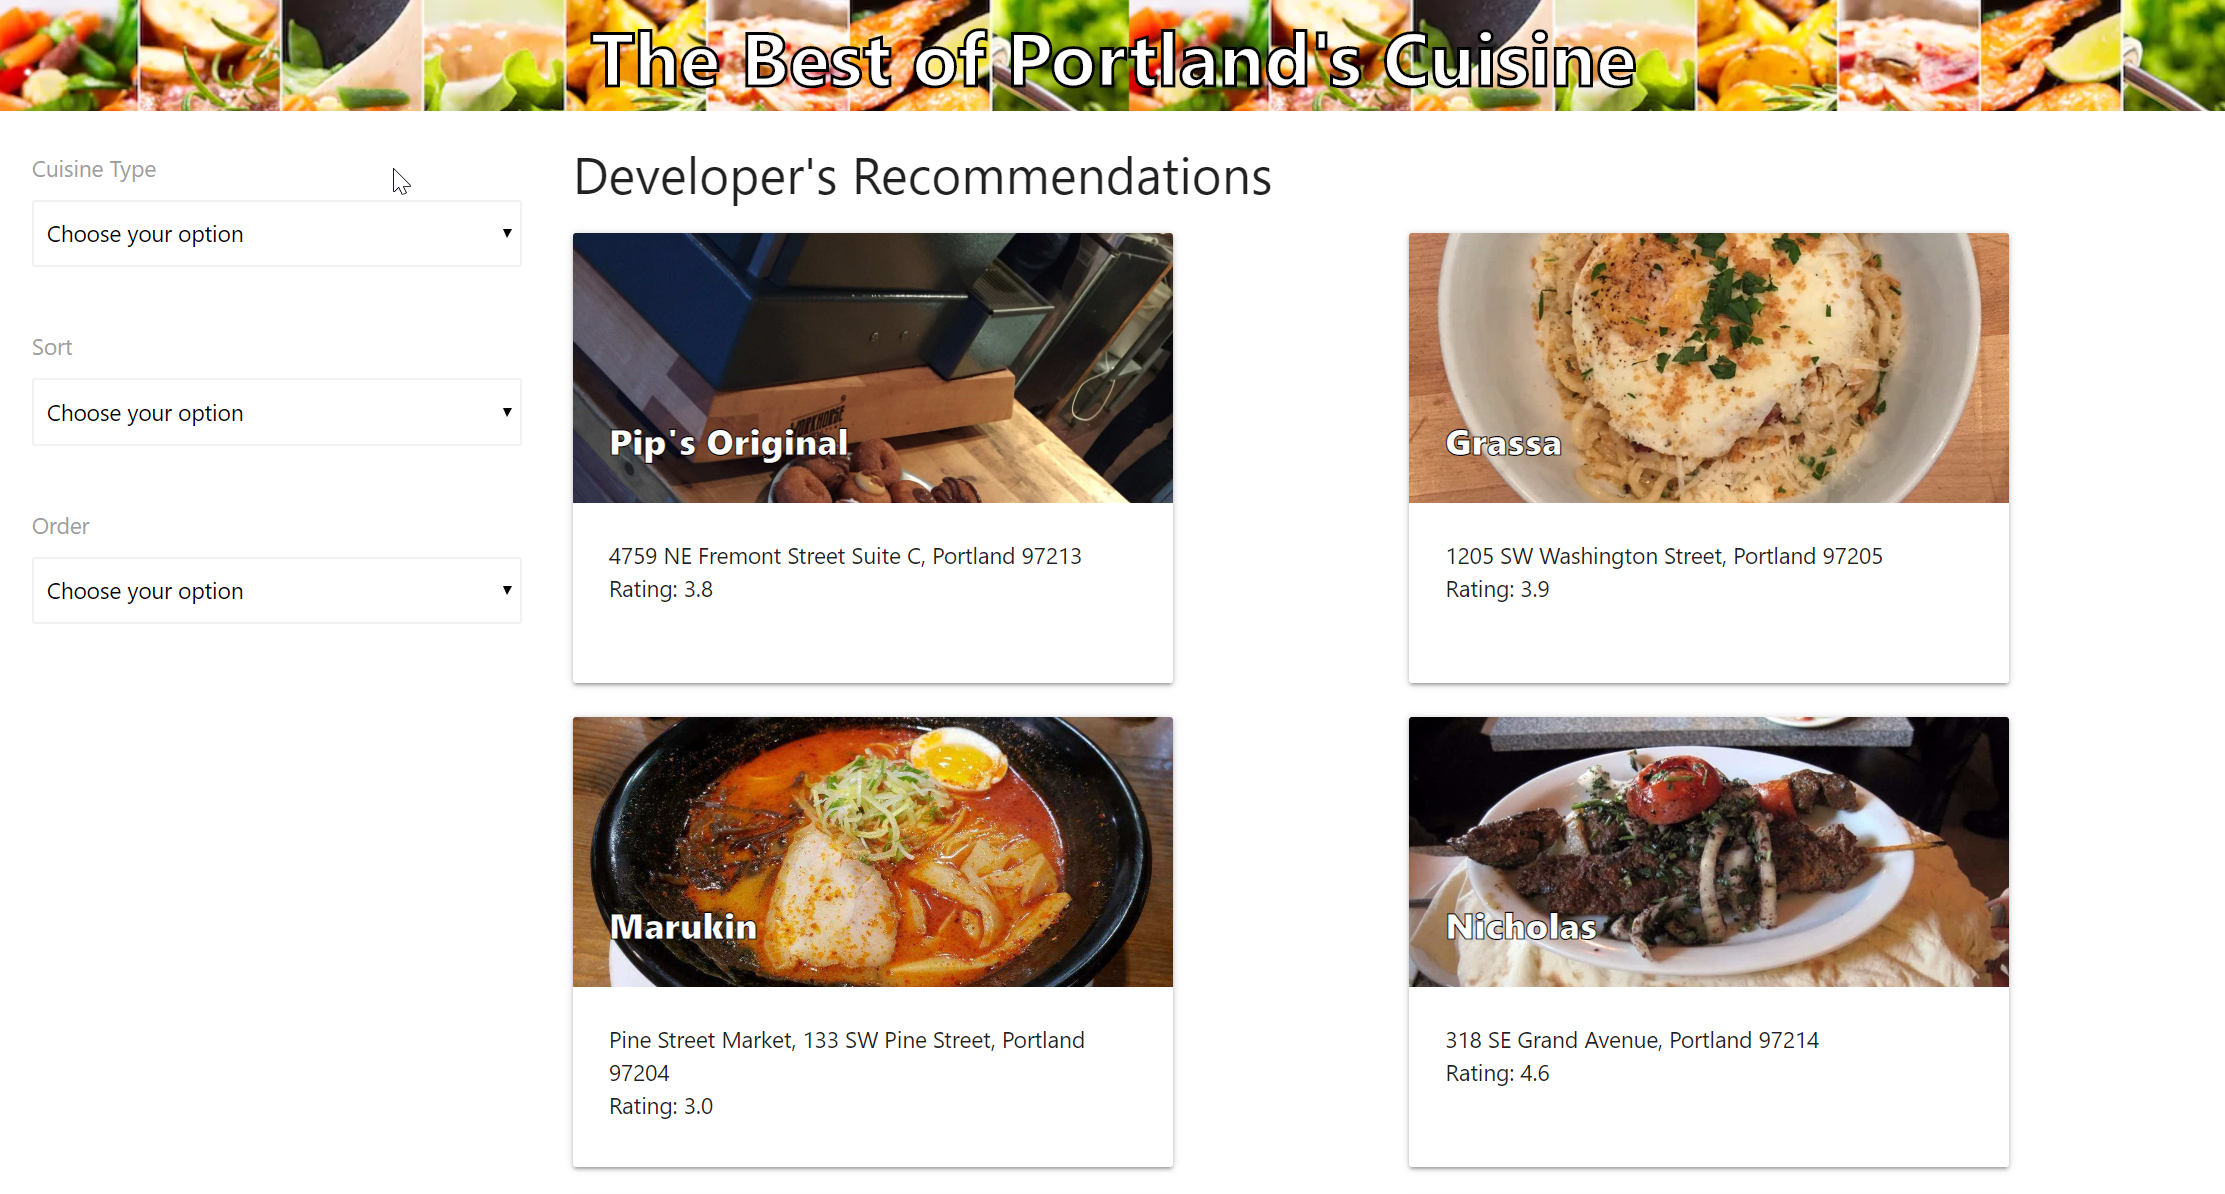 The Best of Portland's Cuisine
Cuisine Type
Choose your option
Sort
Choose your option
Order
Choose your option
Developer's Recommendations
Pip's Original
4759 NE Fremont Street Suite C, Portland 97213
Rating: 3.8
Grassa
1205 SW Washington Street, Portland 97205
Rating: 3.9
Marukin
Pine Street Market, 133 SW Pine Street, Portland
97204
Rating: 3.0
Nicholas
318 SE Grand Avenue, Portland 97214
Rating: 4.6